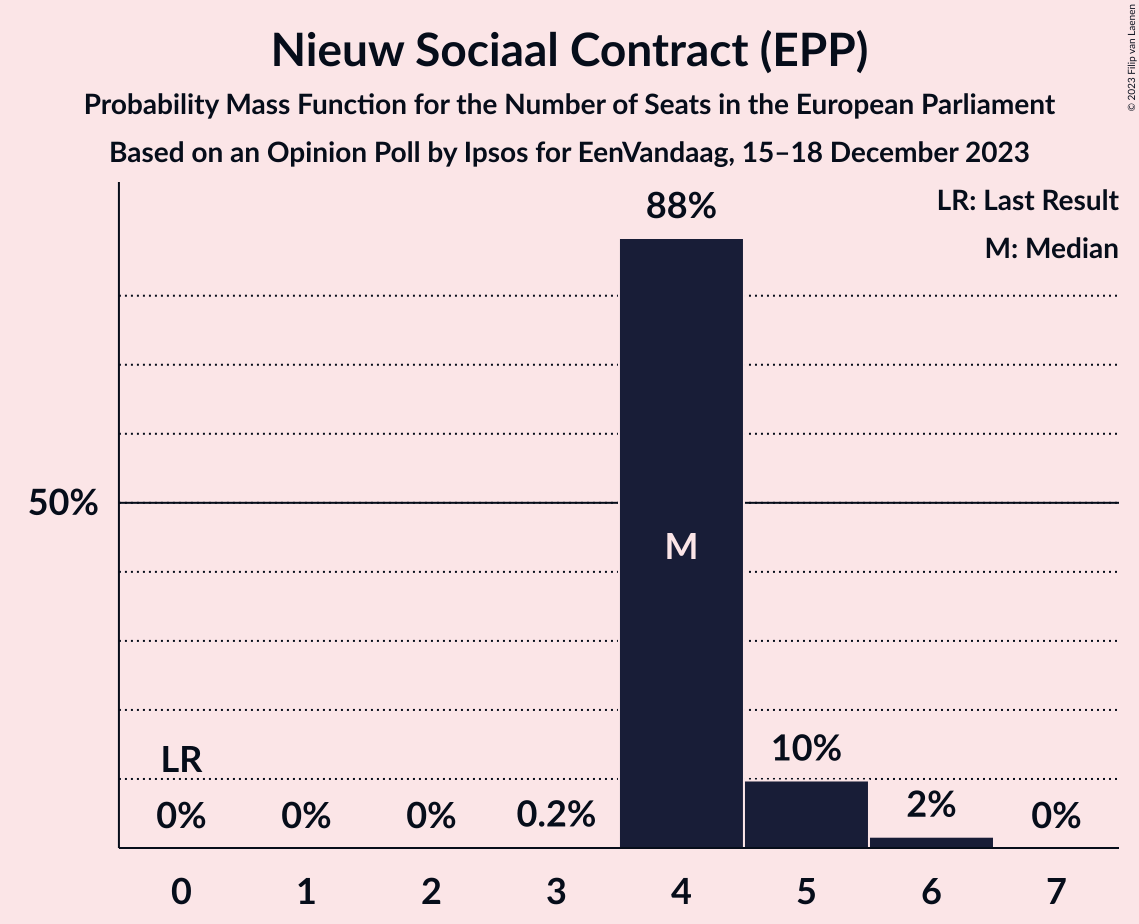 Nieuw Sociaal Contract (EPP)
Probability Mass Function for the Number of Seats in the European Parliament
Based on an Opinion Poll by Ipsos for EenVandaag, 15–18 December 2023
© 2023 Filip van Laenen
LR: Last Result
M: Median
88%
50%
M
LR
0%
0%
0%
0.2%
10%
2%
0%
0 1 2 3 4 5 6 7